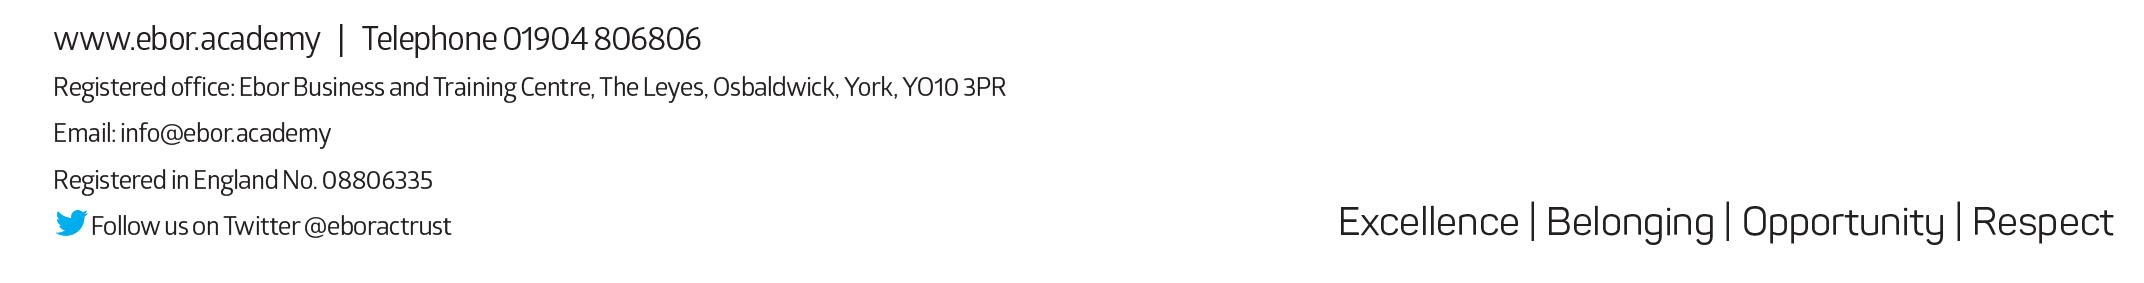 www.ebor.academy | Telephone 01904 806806
Registered office: Ebor Business and Training Centre, The Leyes, Osbaldwick, York, YO10 3PR
Email: info@ebor.academy
Registered in England No. 08806335
Follow us on Twitter @eboractrust
Excellence | Belonging | Opportunity | Respect